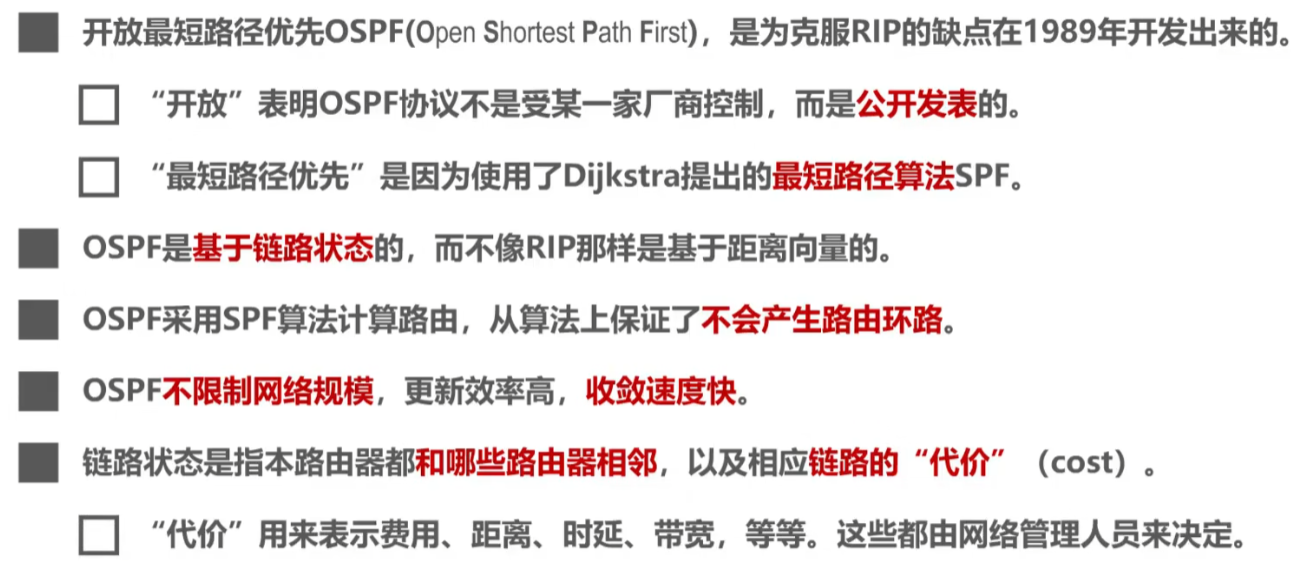 开放最短路径优先OSPF(Open Shortest Path First)，是为克服RIP的缺点在1989年开发出来的。
“开放”表明OSPF协议不是受某一家厂商控制，而是公开发表的。
“最短路径优先”是因为使用了Dijkstra提出的最短路径算法SPF。
OSPF是基于链路状态的，而不像RIP那样是基于距离向量的。
OSPF采用SPF算法计算路由，从算法上保证了不会产生路由环路。
OSPF不限制网络规模，更新效率高，收敛速度快。
链路状态是指本路由器都和哪些路由器相邻，以及相应链路的“代价”（cost）。
“代价”用来表示费用、距离、时延、带宽，等等。这些都由网络管理人员来决定。